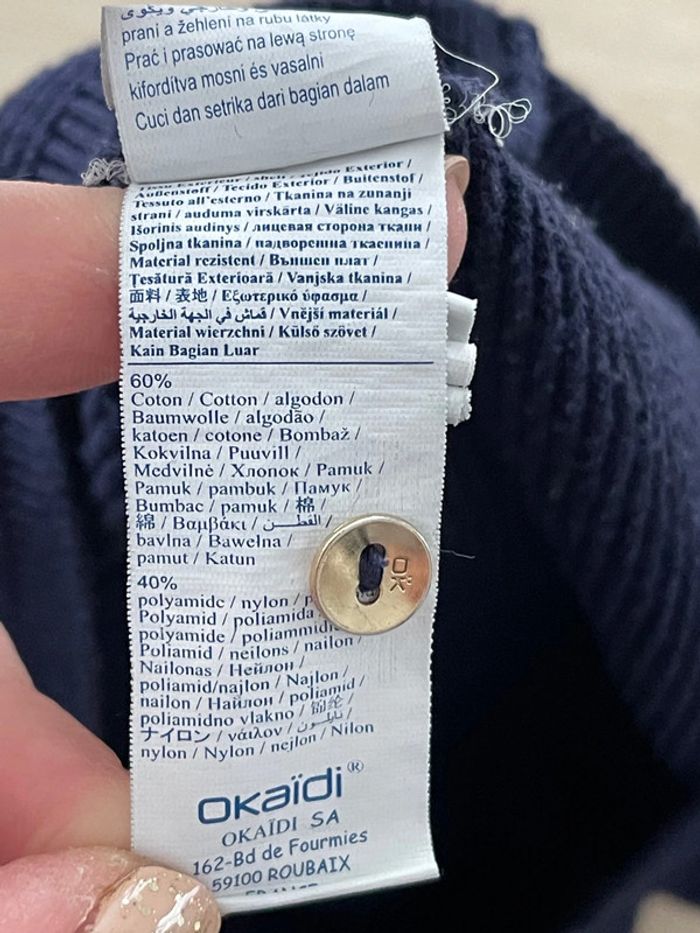 prani a žehlení na rubu látky
Prać i prasować na lewą stronę
kifordítva mosni és vasalni
Cuci dan setrika dari bagian dalam
Exterior /
Außenstoff / Tecido Exterior / Buitenstof /
Tessuto all'esterno / Tkanina na zunanji
strani / auduma virskārta / Väline kangas /
Išorinis audinys / лицевая сторона ткани /
Spoljna tkanina / надворешна ткаенина /
Material rezistent / Външен плат /
Țesătură Exterioară / Vanjska tkanina /
面料 / 表地 / Εξωτερικό ύφασμα /
قماش في الجهة الخارجية / Vnější materiál /
Material wierzchni / Külső szövet /
Kain Bagian Luar
60%
Coton / Cotton / algodon /
Baumwolle / algodão /
katoen / cotone / Bombaž /
Kokvilna / Puuvill /
Medvilnė / Хлопок / Pamuk /
Pamuk / pambuk / Памук /
Bumbac / pamuk / 棉 /
綿 / Βαμβάκι / القطن /
bavlna / Bawełna /
pamut / Katun
40%
polyamide / nylon /
Polyamid / poliamida
polyamide / poliammide
Poliamid / neilons / nailon /
Nailonas / Нейлон /
poliamid/najlon / Najlon /
nailon / Найлон / poliamid /
poliamidno vlakno / 锦纶 /
ナイロン / νάιλον / نايلون /
nylon / Nylon / nejlon / Nilon
OKAÏDI®
OKAÏDI SA
162-Bd de Fourmies
59100 ROUBAIX
FRANCE